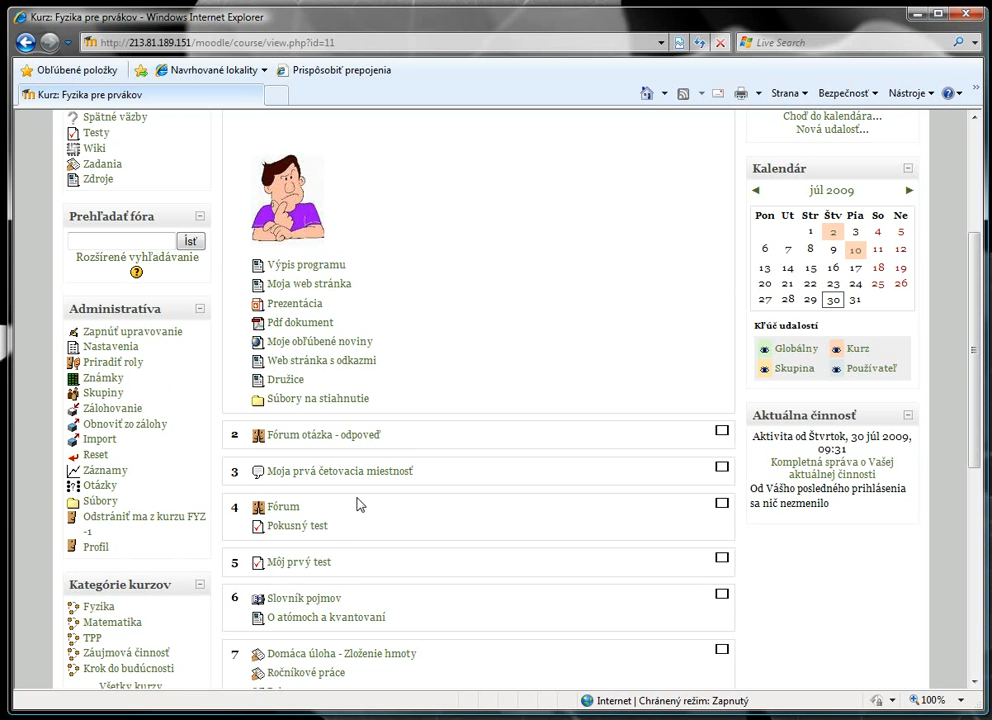 Kurz: Fyzika pre prvákov - Windows Internet Explorer
http://213.81.189.151/moodle/course/view.php?id=11
Live Search
Obľúbené položky
Navrhované lokality
Prispôsobiť prepojenia
Kurz: Fyzika pre prvákov
Strana
Bezpečnosť
Nástroje
Spätné väzby
Testy
Wiki
Zadania
Zdroje
Prehľadať fóra
Ísť
Rozšírené vyhľadávanie
Administratíva
Zapnúť upravovanie
Nastavenia
Priradiť roly
Známky
Skupiny
Zálohovanie
Obnoviť zo zálohy
Import
Reset
Záznamy
Otázky
Súbory
Odstrániť ma z kurzu FYZ
-1
Profil
Kategórie kurzov
Fyzika
Matematika
TPP
Záujmová činnosť
Krok do budúcnosti
Všetky kurzy
Výpis programu
Moja web stránka
Prezentácia
Pdf dokument
Moje obľúbené noviny
Web stránka s odkazmi
Družice
Súbory na stiahnutie
2 Fórum otázka - odpoveď
3 Moja prvá četovacia miestnosť
4 Fórum
Pokusný test
5 Môj prvý test
6 Slovník pojmov
O atómoch a kvantovaní
7 Domáca úloha - Zloženie hmoty
Ročníkové práce
Choď do kalendára...
Nová udalosť...
Kalendár
júl 2009
Pon Ut Str Štv Pia So Ne
1 2 3 4 5
6 7 8 9 10 11 12
13 14 15 16 17 18 19
20 21 22 23 24 25 26
27 28 29 30 31
Kľúč udalostí
Globálny Kurz
Skupina Používateľ
Aktuálna činnosť
Aktivita od Štvrtok, 30 júl 2009,
09:31
Kompletná správa o Vašej
aktuálnej činnosti
Od Vášho posledného prihlásenia
sa nič nezmenilo
Internet | Chránený režim: Zapnutý
100%